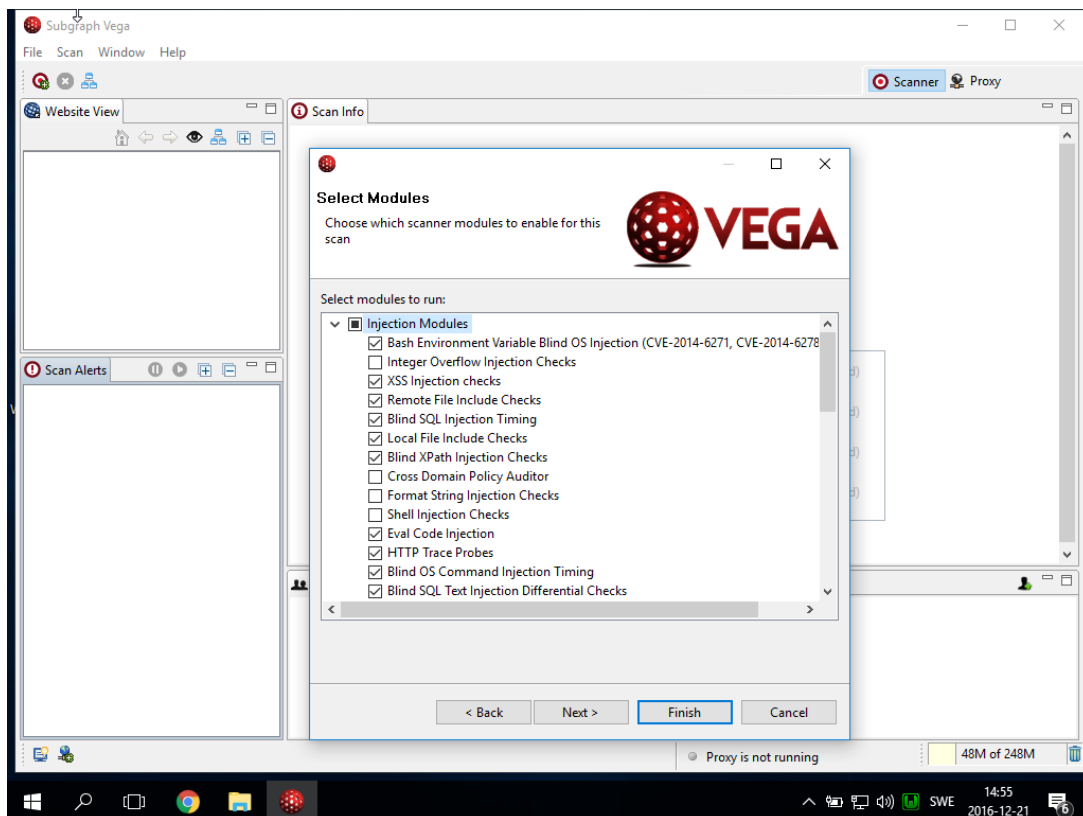 Subgraph Vega
File Scan Window Help
Scanner Proxy
Website View
Scan Info
Select Modules
Choose which scanner modules to enable for this
scan
VEGA
Select modules to run:
Injection Modules
Bash Environment Variable Blind OS Injection (CVE-2014-6271, CVE-2014-6278
Integer Overflow Injection Checks
XSS Injection checks
Remote File Include Checks
Blind SQL Injection Timing
Local File Include Checks
Blind XPath Injection Checks
Cross Domain Policy Auditor
Format String Injection Checks
Shell Injection Checks
Eval Code Injection
HTTP Trace Probes
Blind OS Command Injection Timing
Blind SQL Text Injection Differential Checks
Scan Alerts
d)
d)
d)
d)
< Back Next > Finish Cancel
Proxy is not running
48M of 248M
SWE
14:55
2016-12-21
6